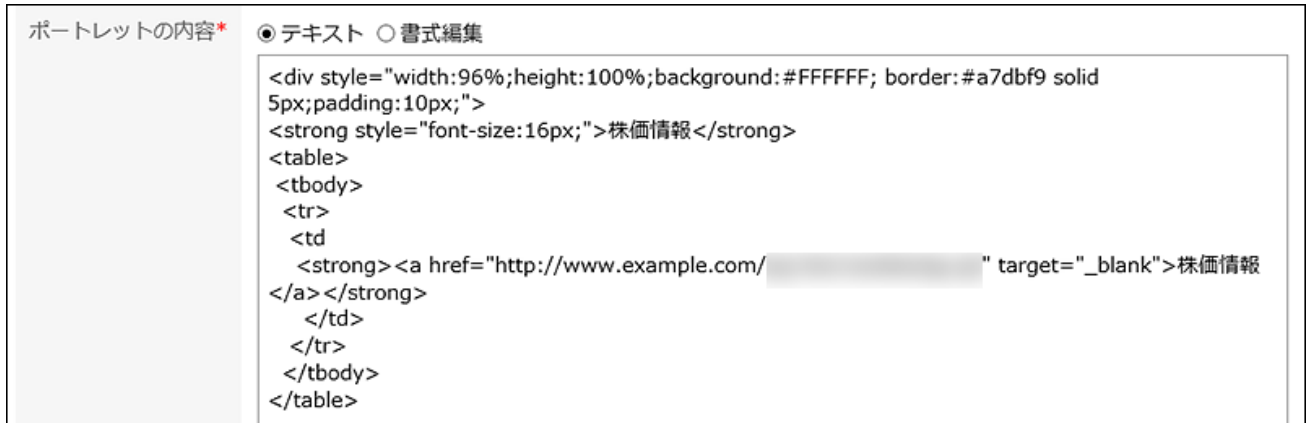 ポートレットの内容* テキスト 書式編集
<div style="width:96%;height:100%;background:#FFFFFF; border:#a7dbf9 solid
5px;padding:10px;">
<strong style="font-size:16px;">株価情報</strong>
<table>
<tbody>
<tr>
<td
<strong><a href="http://www.example.com/ " target="_blank">株価情報
</a></strong>
</td>
</tr>
</tbody>
</table>